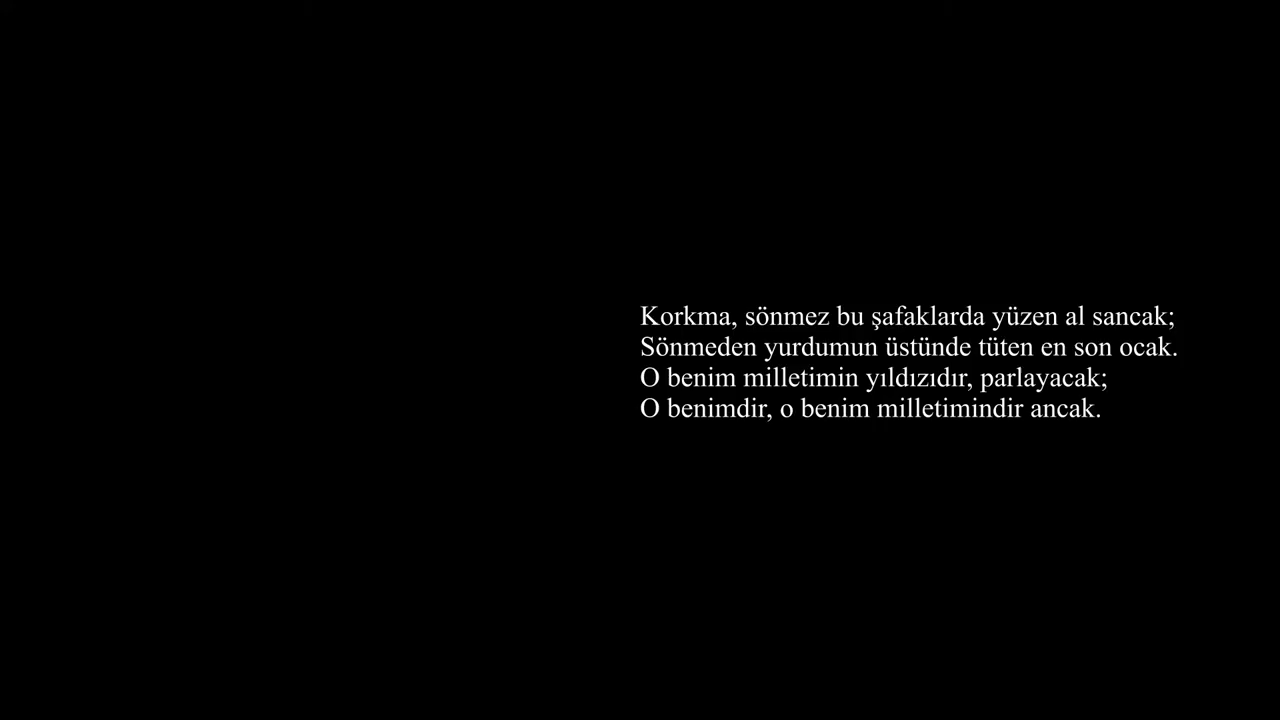 Korkma, sönmez bu şafaklarda yüzen al sancak;
Sönmeden yurdumun üstünde tüten en son ocak.
O benim milletimin yıldızıdır, parlayacak;
O benimdir, o benim milletimindir ancak.